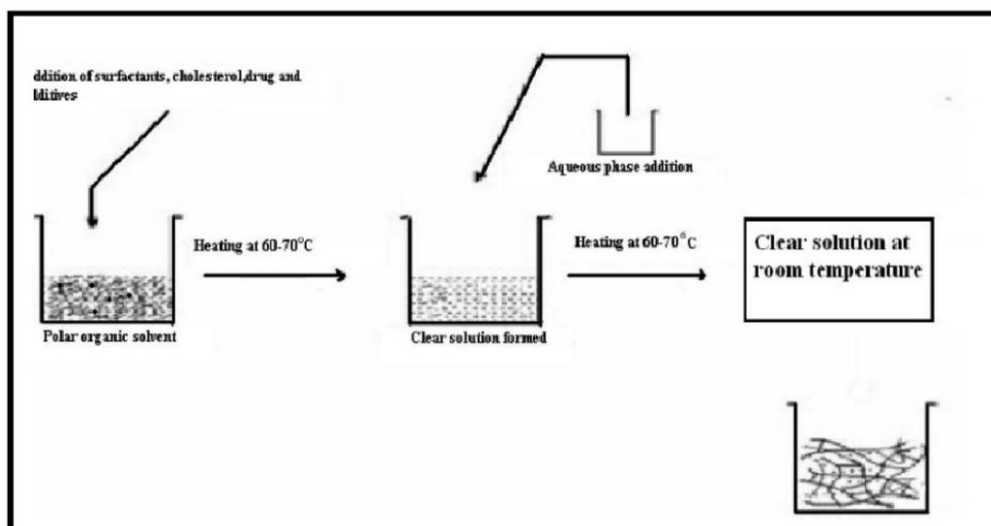 ddition of surfactants, cholesterol,drug and
lditives
Aqueous phase addition
Heating at 60-70°C
Heating at 60-70°C
Clear solution at
room temperature
Polar organic solvent
Clear solution formed